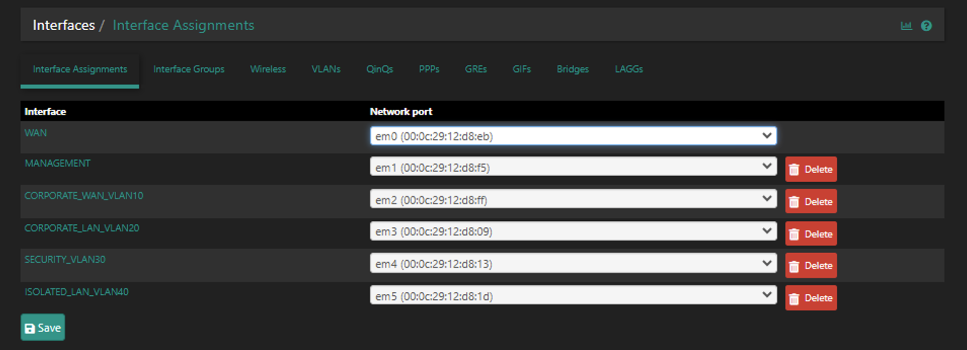 Interfaces / Interface Assignments
Interface Assignments Interface Groups Wireless VLANs QinQs PPPs GREs GIFs Bridges LAGGs
Interface Network port
WAN em0 (00:0c:29:12:d8:eb)
MANAGEMENT em1 (00:0c:29:12:d8:f5) Delete
CORPORATE_WAN_VLAN10 em2 (00:0c:29:12:d8:ff) Delete
CORPORATE_LAN_VLAN20 em3 (00:0c:29:12:d8:09) Delete
SECURITY_VLAN30 em4 (00:0c:29:12:d8:13) Delete
ISOLATED_LAN_VLAN40 em5 (00:0c:29:12:d8:1d) Delete
Save